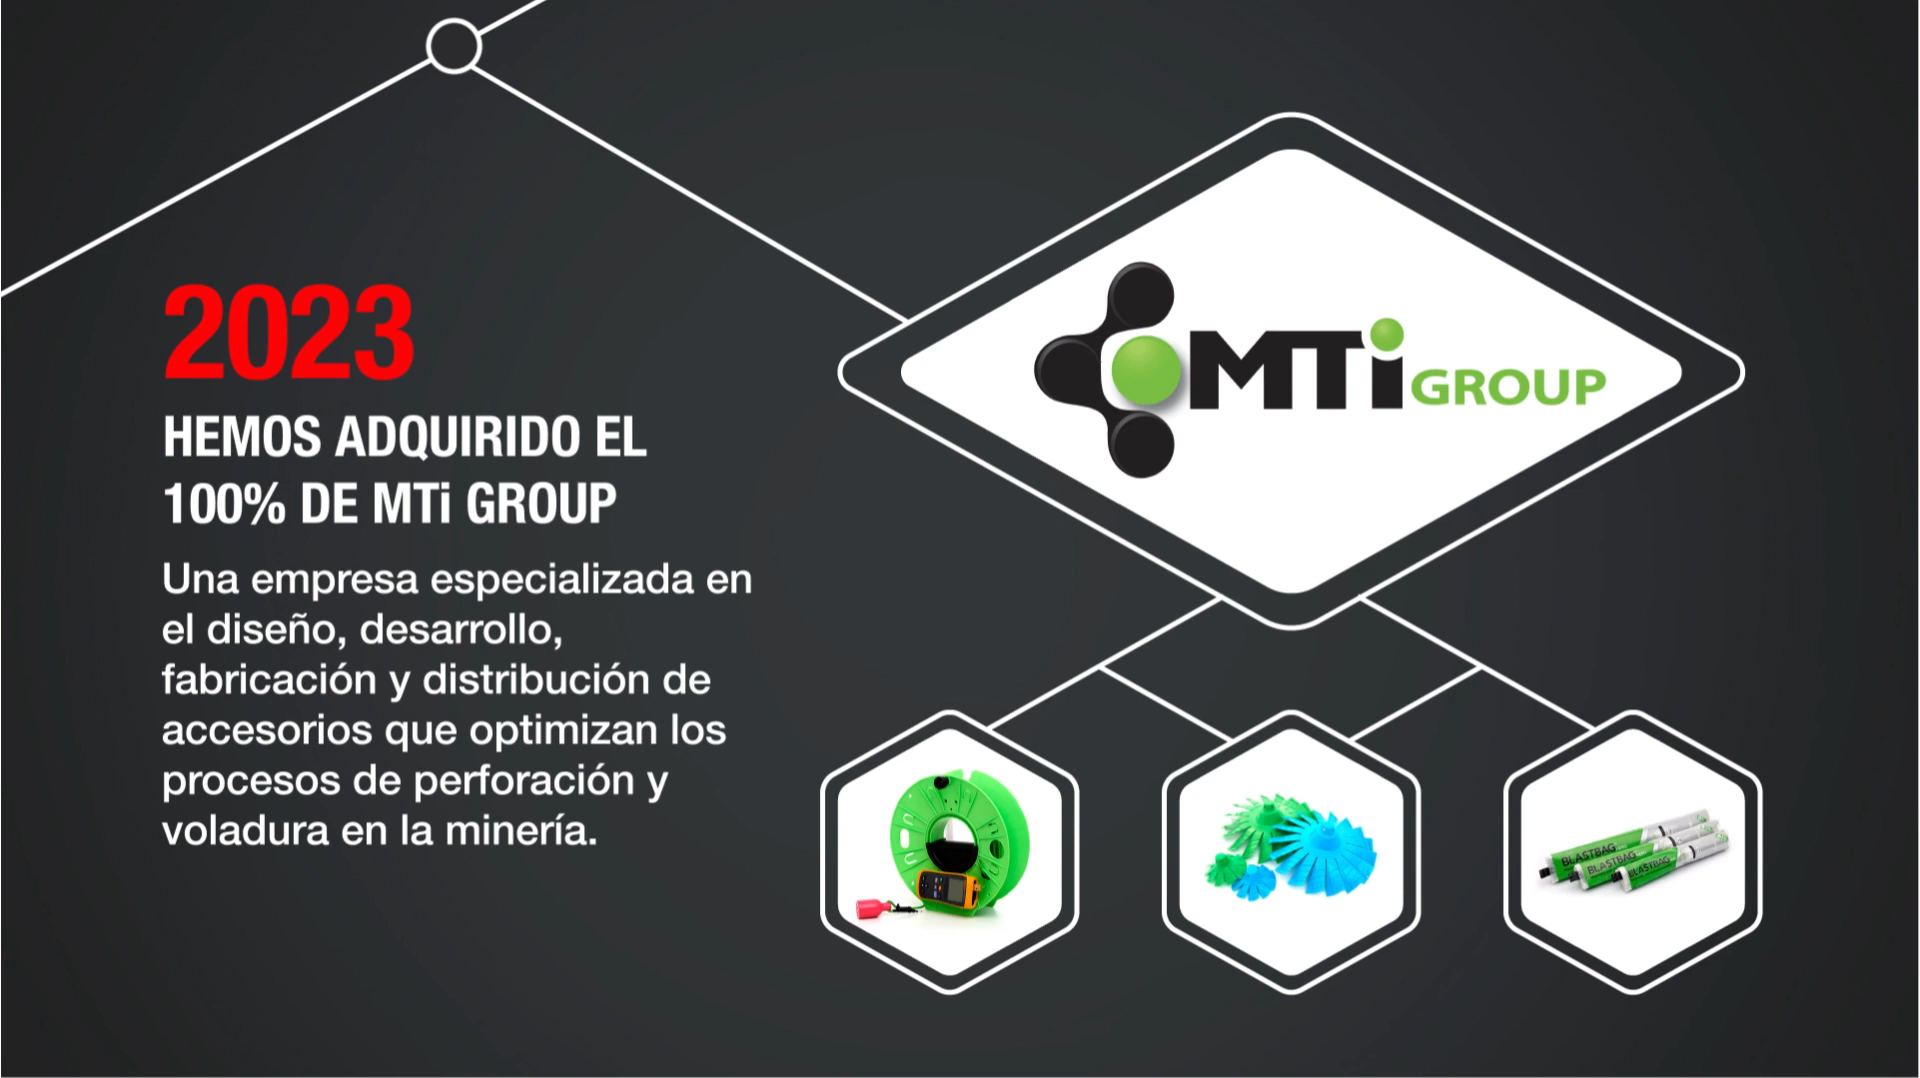 2023
HEMOS ADQUIRIDO EL
100% DE MTi GROUP
Una empresa especializada en
el diseño, desarrollo,
fabricación y distribución de
accesorios que optimizan los
procesos de perforación y
voladura en la minería.
MTi GROUP
BLASTBAG
BLASTBAG
BLASTBAG